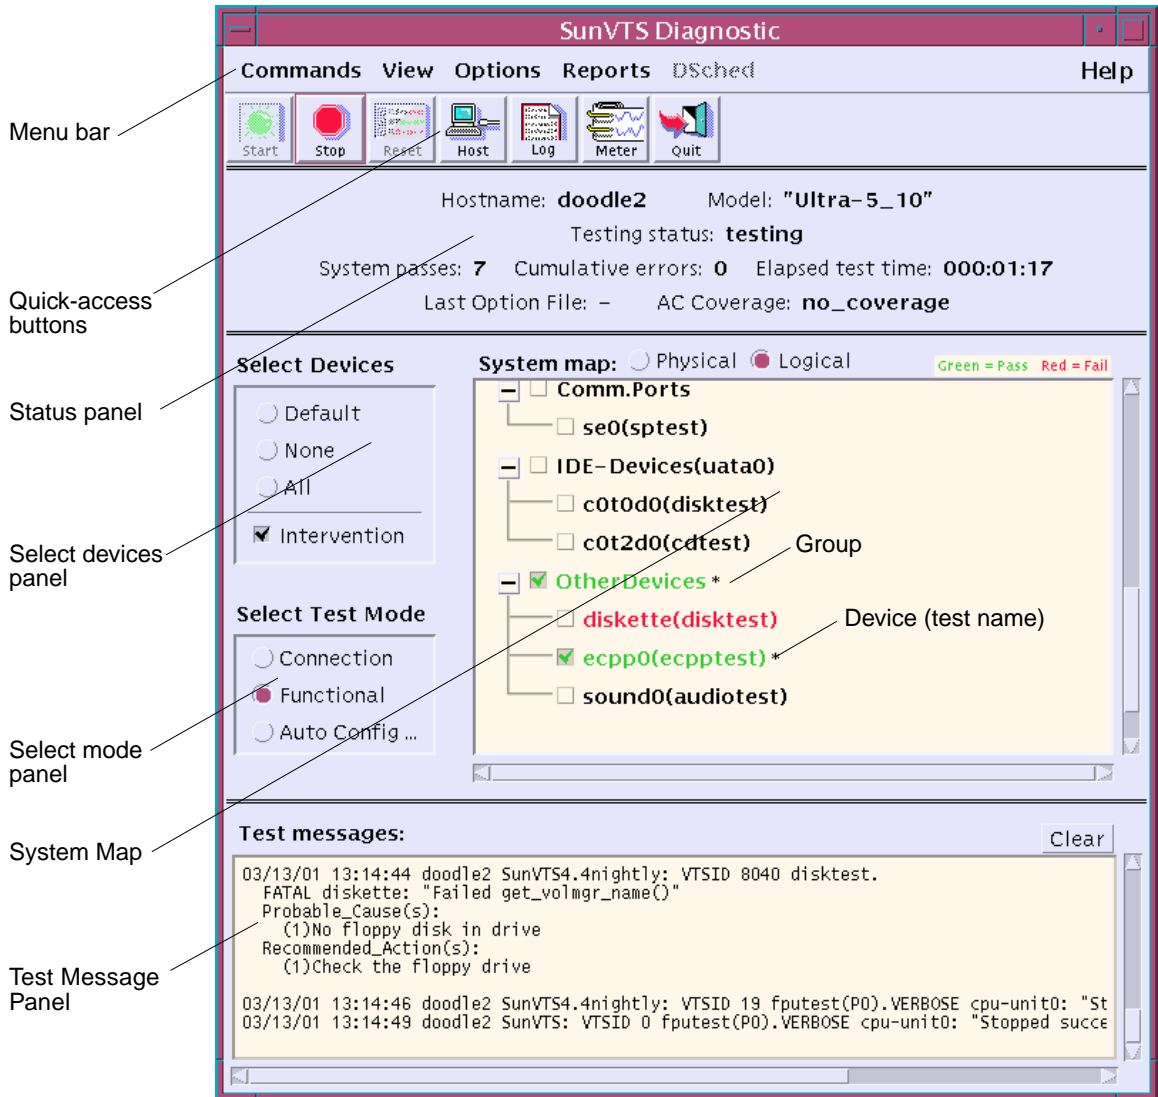 SunVTS Diagnostic
Commands View Options Reports DSched Help
Menu bar
Start Stop Reset Host Log Meter Quit
Hostname: doodle2 Model: "Ultra-5_10"
Testing status: testing
System passes: 7 Cumulative errors: 0 Elapsed test time: 000:01:17
Last Option File: - AC Coverage: no_coverage
Quick-access
buttons
Status panel
Select Devices
Default
None
All
Intervention
Select devices
panel
Select Test Mode
Connection
Functional
Auto Config ...
Select mode
panel
System map: Physical Logical Green = Pass Red = Fail
Comm.Ports
se0(sptest)
IDE-Devices(uata0)
c0t0d0(disktest)
c0t2d0(cdtest)
Group
OtherDevices *
diskette(disktest)
Device (test name)
ecpp0(ecpptest) *
sound0(audiotest)
System Map
Test messages: Clear
03/13/01 13:14:44 doodle2 SunVTS4.4nightly: VTSID 8040 disktest.
FATAL diskette: "Failed get_volmgr_name()"
Probable_Cause(s):
(1)No floppy disk in drive
Recommended_Action(s):
(1)Check the floppy drive
03/13/01 13:14:46 doodle2 SunVTS4.4nightly: VTSID 19 fputest(P0).VERBOSE cpu-unit0: "St
03/13/01 13:14:49 doodle2 SunVTS: VTSID 0 fputest(P0).VERBOSE cpu-unit0: "Stopped succe
Test Message
Panel